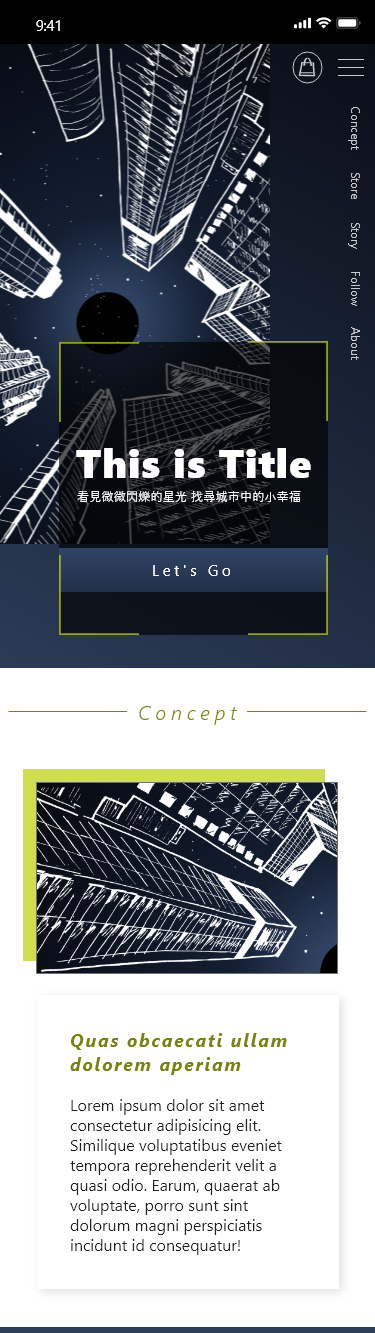 9:41
Concept
Store
Story
Follow
About
This is Title
看見微微閃爍的星光 找尋城市中的小幸福
Let's Go
Concept
Quas obcaecati ullam
dolorem aperiam
Lorem ipsum dolor sit amet
consectetur adipisicing elit.
Similique voluptatibus eveniet
tempora reprehenderit velit a
quasi odio. Earum, quaerat ab
voluptate, porro sunt sint
dolorum magni perspiciatis
incidunt id consequatur!